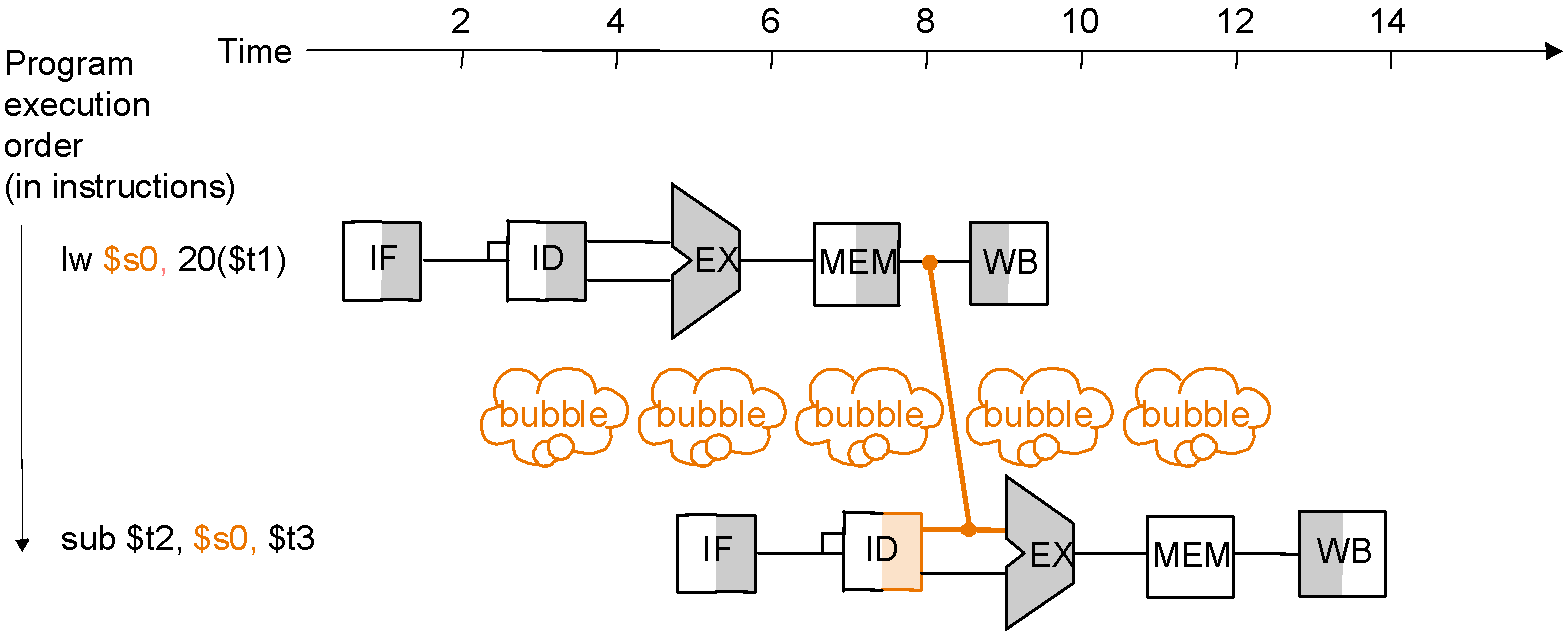 2 4 6 8 10 12 14
Time
Program
execution
order
(in instructions)
lw $s0, 20($t1)
IF ID EX MEM WB
bubble bubble bubble bubble bubble
sub $t2, $s0, $t3
IF ID EX MEM WB